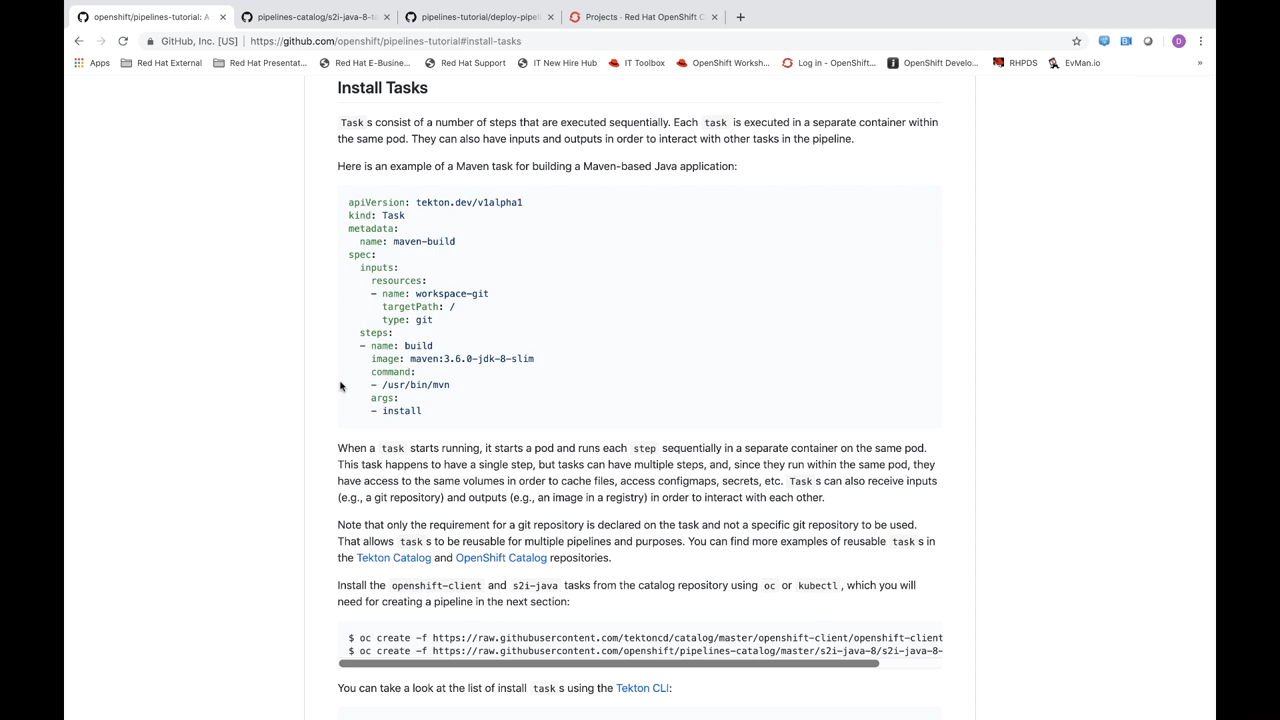 openshift/pipelines-tutorial: A
pipelines-catalog/s2i-java-8-ta
pipelines-tutorial/deploy-pipeli
Projects · Red Hat OpenShift C
GitHub, Inc. [US] | https://github.com/openshift/pipelines-tutorial#install-tasks
D
Apps
Red Hat External
Red Hat Presentat...
Red Hat E-Busine...
Red Hat Support
IT New Hire Hub
IT Toolbox
OpenShift Worksh...
Log in - OpenShift...
OpenShift Develo...
RHPDS
EvMan.io
»
Install Tasks
Task s consist of a number of steps that are executed sequentially. Each task is executed in a separate container within
the same pod. They can also have inputs and outputs in order to interact with other tasks in the pipeline.
Here is an example of a Maven task for building a Maven-based Java application:
apiVersion: tekton.dev/v1alpha1
kind: Task
metadata:
name: maven-build
spec:
inputs:
resources:
- name: workspace-git
targetPath: /
type: git
steps:
- name: build
image: maven:3.6.0-jdk-8-slim
command:
- /usr/bin/mvn
args:
- install
When a task starts running, it starts a pod and runs each step sequentially in a separate container on the same pod.
This task happens to have a single step, but tasks can have multiple steps, and, since they run within the same pod, they
have access to the same volumes in order to cache files, access configmaps, secrets, etc. Task s can also receive inputs
(e.g., a git repository) and outputs (e.g., an image in a registry) in order to interact with each other.
Note that only the requirement for a git repository is declared on the task and not a specific git repository to be used.
That allows task s to be reusable for multiple pipelines and purposes. You can find more examples of reusable task s in
the Tekton Catalog and OpenShift Catalog repositories.
Install the openshift-client and s2i-java tasks from the catalog repository using oc or kubectl , which you will
need for creating a pipeline in the next section:
$ oc create -f https://raw.githubusercontent.com/tektoncd/catalog/master/openshift-client/openshift-client
$ oc create -f https://raw.githubusercontent.com/openshift/pipelines-catalog/master/s2i-java-8/s2i-java-8-
You can take a look at the list of install task s using the Tekton CLI: